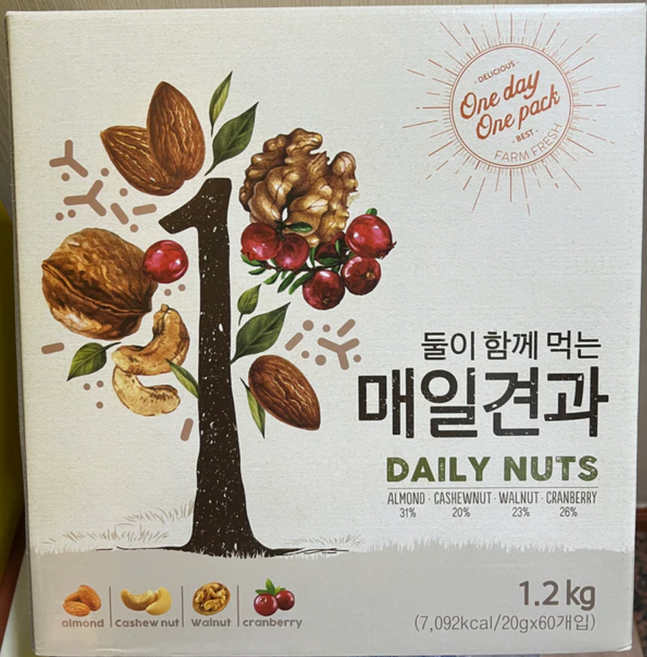 DELICIOUS
One day
One pack
BEST
FARM FRESH
1
둘이 함께 먹는
매일견과
DAILY NUTS
ALMOND · CASHEWNUT · WALNUT · CRANBERRY
31% 20% 23% 26%
almond Cashew nut Walnut cranberry
1.2 kg
(7,092kcal/20gx60개입)